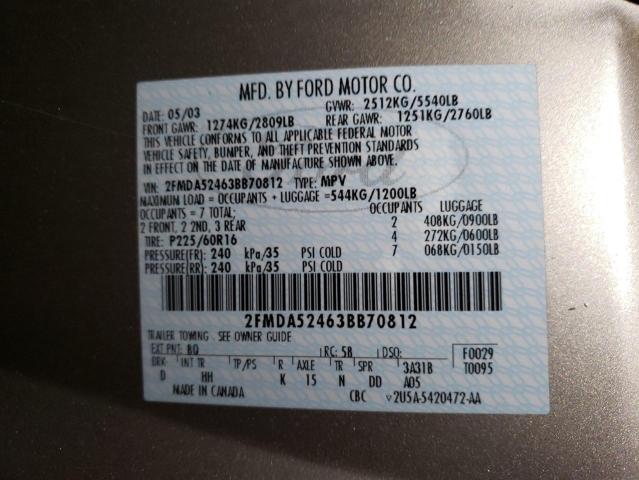 MFD. BY FORD MOTOR CO.
DATE: 05/03 GVWR: 2512KG/5540LB
FRONT GAWR: 1274KG/2809LB REAR GAWR: 1251KG/2760LB
THIS VEHICLE CONFORMS TO ALL APPLICABLE FEDERAL MOTOR
VEHICLE SAFETY, BUMPER, AND THEFT PREVENTION STANDARDS
IN EFFECT ON THE DATE OF MANUFACTURE SHOWN ABOVE.
VIN: 2FMDA52463BB70812 TYPE: MPV
MAXIMUM LOAD = OCCUPANTS + LUGGAGE =544KG/1200LB
OCCUPANTS = 7 TOTAL; OCCUPANTS LUGGAGE
2 FRONT, 2 2ND, 3 REAR 2 408KG/0900LB
TIRE: P225/60R16 4 272KG/0600LB
PRESSURE(FR): 240 kPa/35 PSI COLD 7 068KG/0150LB
PRESSURE(RR): 240 kPa/35 PSI COLD
2FMDA52463BB70812
TRAILER TOWING - SEE OWNER GUIDE
EXT PNT: BQ RC: 58 DSO: F0029
BRK INT TR TP/PS R AXLE TR SPR 3A31B T0095
D HH K 15 N DD A05
MADE IN CANADA CBC ▽2U5A-5420472-AA